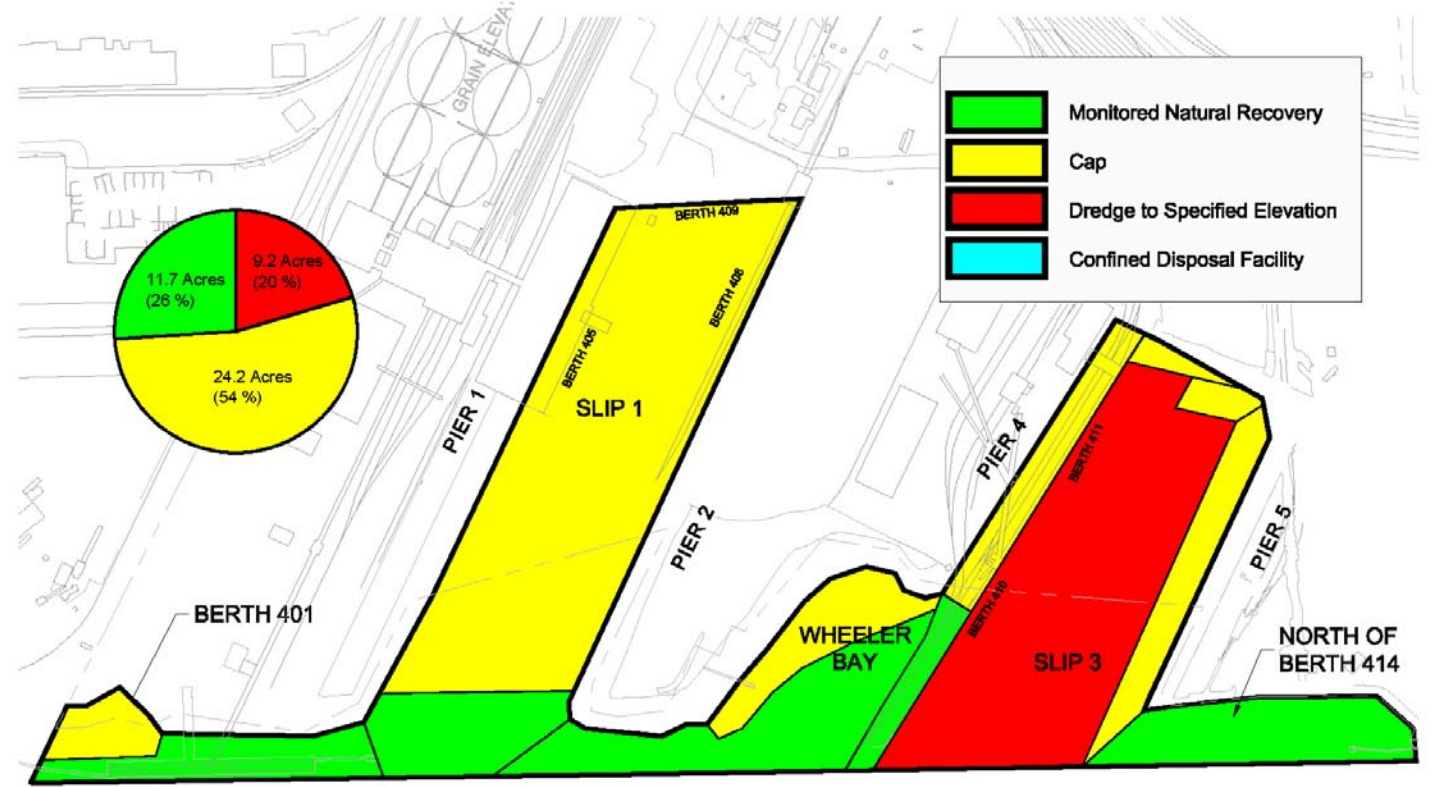 GRAIN ELEVA
Monitored Natural Recovery
Cap
Dredge to Specified Elevation
Confined Disposal Facility
11.7 Acres
(26 %)
9.2 Acres
(20 %)
24.2 Acres
(54 %)
BERTH 409
BERTH 408
BERTH 405
SLIP 1
PIER 1
PIER 2
PIER 4
BERTH 411
BERTH 410
PIER 5
BERTH 401
WHEELER
BAY
SLIP 3
NORTH OF
BERTH 414